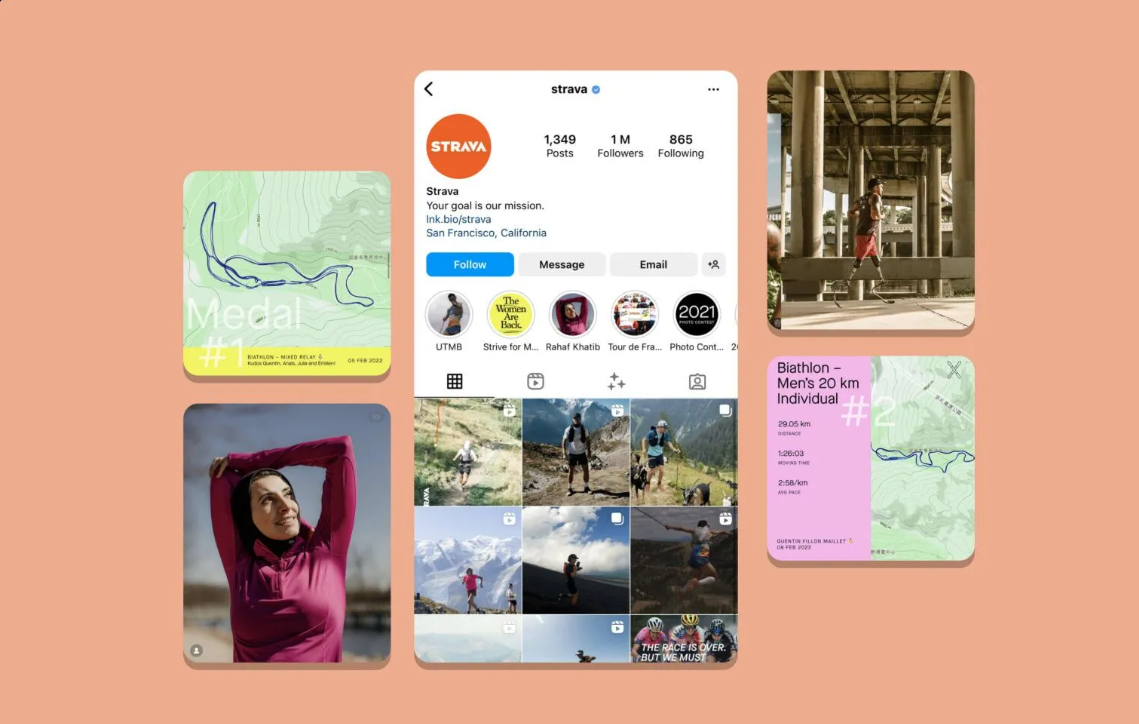 strava
STRAVA
1,349
Posts
1 M
Followers
865
Following
Strava
Your goal is our mission.
lnk.bio/strava
San Francisco, California
Follow
Message
Email
The
Women
Are
Back.
2021
PHOTO CONTEST
UTMB
Strive for M...
Rahaf Khatib
Tour de Fra...
Photo Cont...
THE RACE IS OVER.
BUT WE MUST
Medal
#1
BIATHLON – MIXED RELAY
Kudos Quentin, Anaïs, Julia and Emilien!
05 FEB 2022
Biathlon –
Men's 20 km
Individual
#2
29.05 km
DISTANCE
1:26:03
MOVING TIME
2:58/km
AVG PACE
QUENTIN FILLON MAILLET
08 FEB 2022